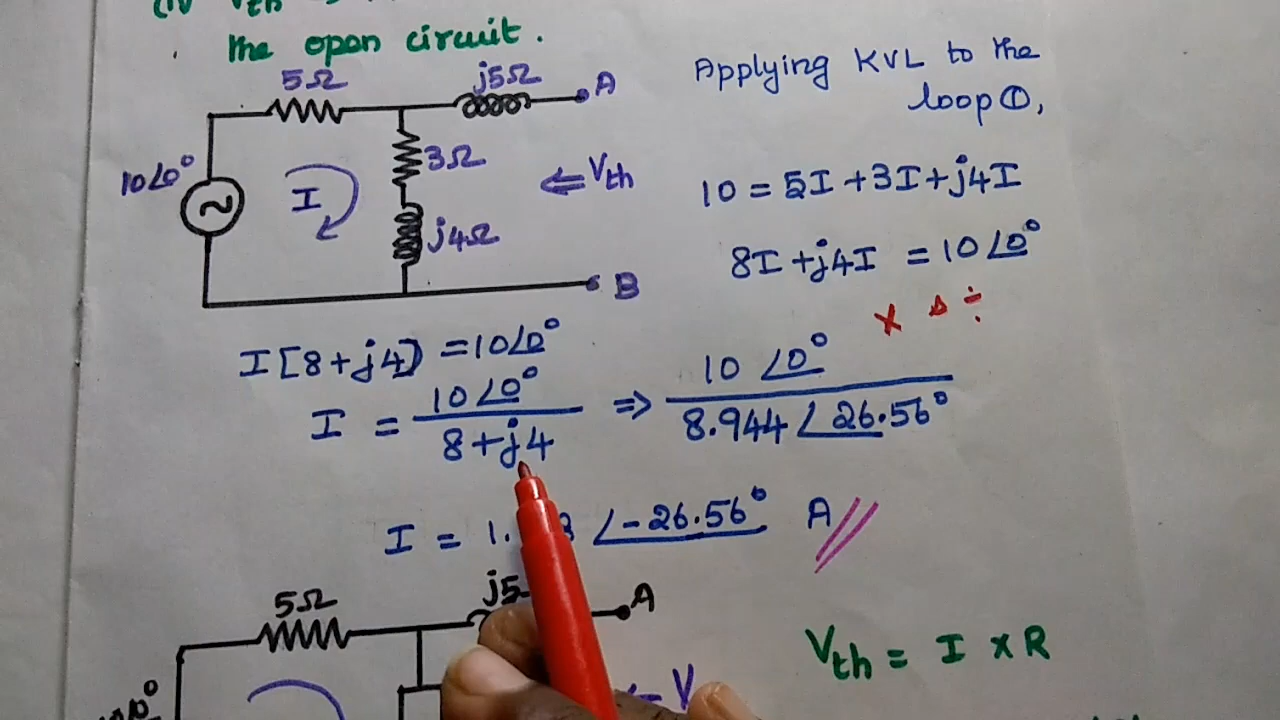 the open circuit.
5Ω
j5Ω
A
10∠0°
I
3Ω
j4Ω
⇐ Vth
B
Applying KVL to the
loop ①,
10 = 5I + 3I + j4I
8I + j4I = 10∠0°
× & ÷
I[8+j4] = 10∠0°
I = 10∠0° / 8+j4 ⇒ 10∠0° / 8.944∠26.56°
I = ∠-26.56° A //
5Ω
A
Vth = I × R